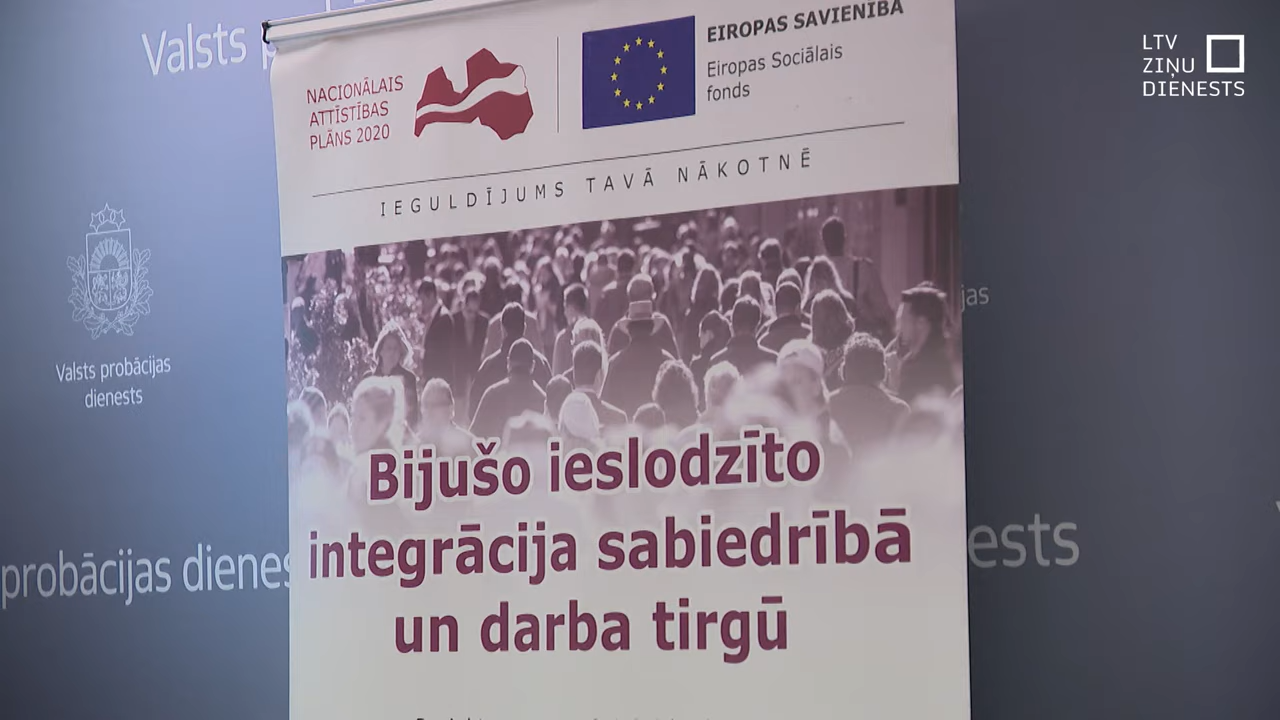 Valsts
NACIONĀLAIS
ATTĪSTĪBAS
PLĀNS 2020
EIROPAS SAVIENĪBA
Eiropas Sociālais
fonds
LTV
ZIŅU
DIENESTS
IEGULDĪJUMS TAVĀ NĀKOTNĒ
Valsts probācijas
dienests
Bijušo ieslodzīto
integrācija sabiedrībā
un darba tirgū
probācijas dienes
ests
jas